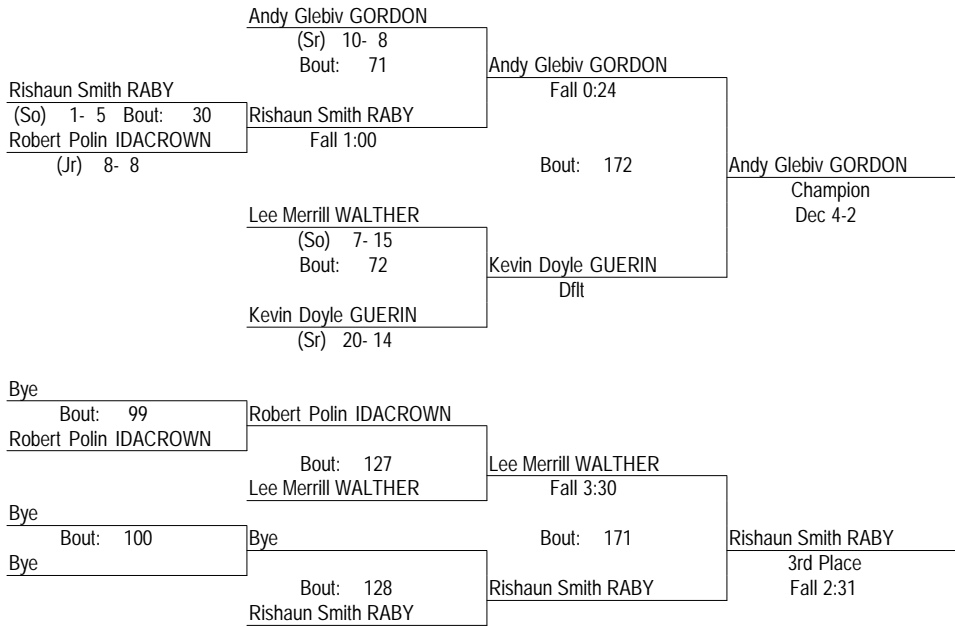 Andy Glebiv GORDON
(Sr) 10- 8
Bout: 71
Andy Glebiv GORDON
Rishaun Smith RABY
Fall 0:24
(So) 1- 5 Bout: 30
Rishaun Smith RABY
Robert Polin IDACROWN
Fall 1:00
(Jr) 8- 8
Bout: 172
Andy Glebiv GORDON
Champion
Dec 4-2
Lee Merrill WALTHER
(So) 7- 15
Bout: 72
Kevin Doyle GUERIN
Dflt
Kevin Doyle GUERIN
(Sr) 20- 14
Bye
Bout: 99
Robert Polin IDACROWN
Robert Polin IDACROWN
Bout: 127
Lee Merrill WALTHER
Lee Merrill WALTHER
Fall 3:30
Bye
Bout: 100
Bye
Bout: 171
Rishaun Smith RABY
Bye
3rd Place
Bout: 128
Rishaun Smith RABY
Fall 2:31
Rishaun Smith RABY